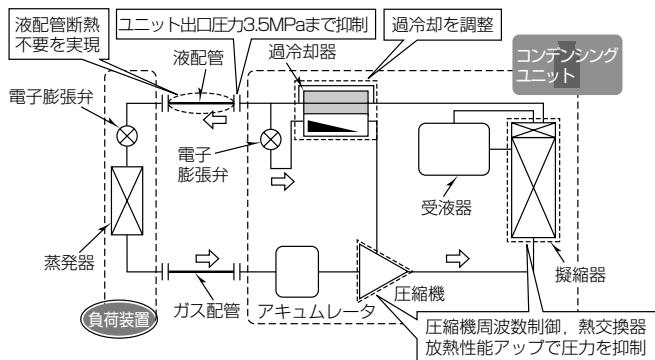 液配管断熱
不要を実現
ユニット出口圧力3.5MPaまで抑制
過冷却を調整
コンデンシング
ユニット
液配管
過冷却器
電子膨張弁
電子
膨張弁
受液器
蒸発器
擬縮器
圧縮機
ガス配管
アキュムレータ
負荷装置
圧縮機周波数制御，熱交換器
放熱性能アップで圧力を抑制